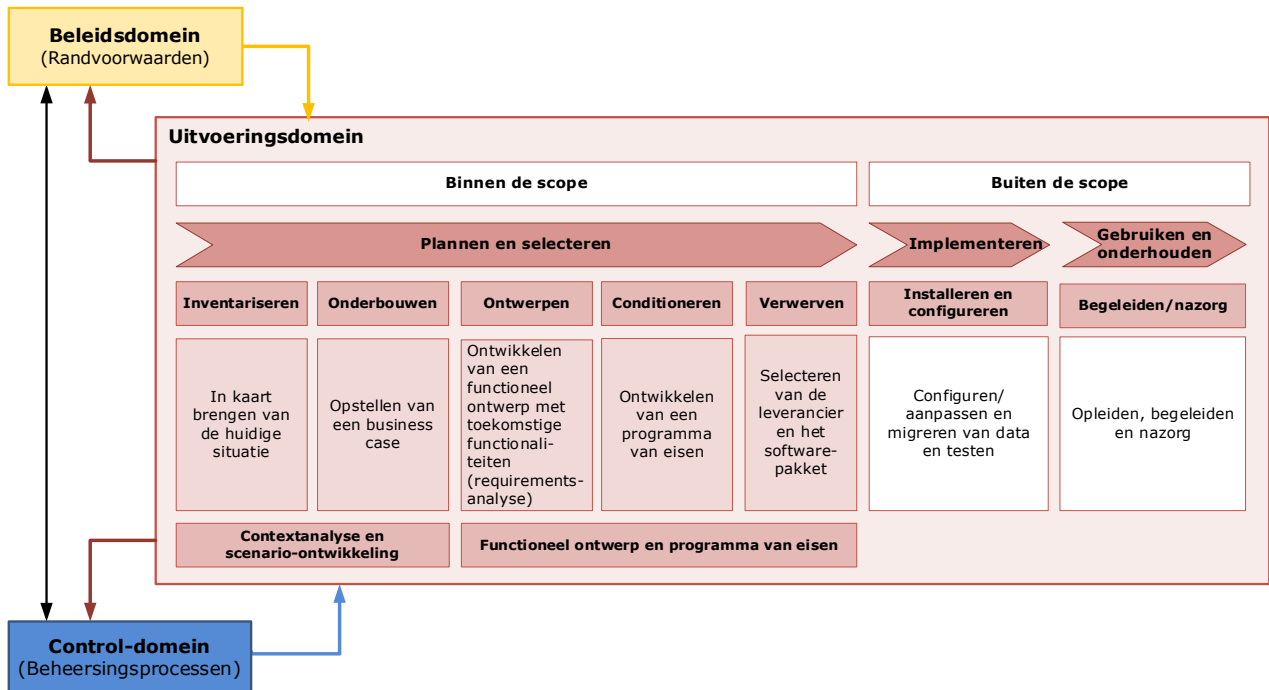 Beleidsdomein
(Randvoorwaarden)
Uitvoeringsdomein
Binnen de scope
Buiten de scope
Plannen en selecteren
Implementeren
Gebruiken en
onderhouden
Inventariseren
Onderbouwen
Ontwerpen
Conditioneren
Verwerven
Installeren en
configureren
Begeleiden/nazorg
In kaart
brengen van
de huidige
situatie
Opstellen van
een business
case
Ontwikkelen
van een
functioneel
ontwerp met
toekomstige
functionali-
teiten
(requirements-
analyse)
Ontwikkelen
van een
programma
van eisen
Selecteren
van de
leverancier
en het
software-
pakket
Configuren/
aanpassen en
migreren van data
en testen
Opleiden, begeleiden
en nazorg
Contextanalyse en
scenario-ontwikkeling
Functioneel ontwerp en programma van eisen
Control-domein
(Beheersingsprocessen)